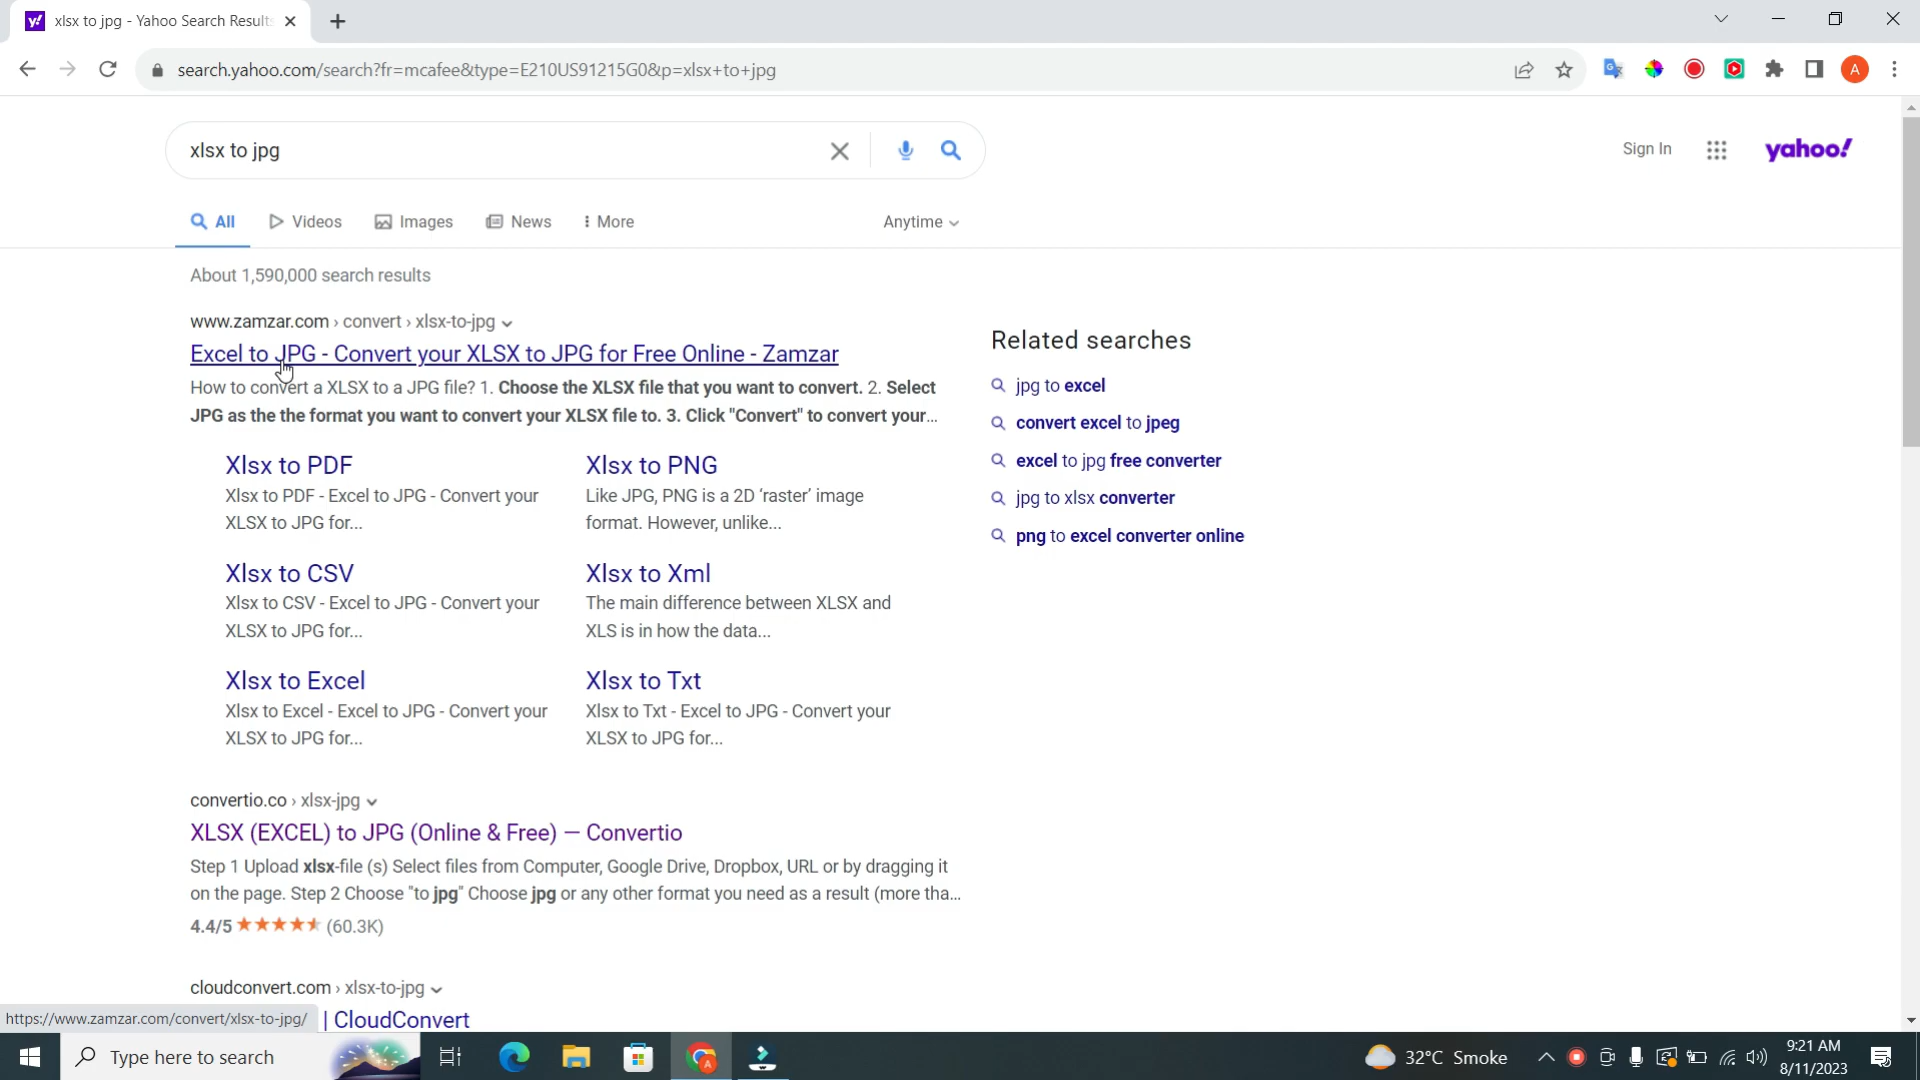 xlsx to jpg - Yahoo Search Results
search.yahoo.com/search?fr=mcafee&type=E210US91215G0&p=xlsx+to+jpg
A
xlsx to jpg
Sign In
yahoo!
All
Videos
Images
News
More
Anytime
About 1,590,000 search results
www.zamzar.com › convert › xlsx-to-jpg
Excel to JPG - Convert your XLSX to JPG for Free Online - Zamzar
How to convert a XLSX to a JPG file? 1. Choose the XLSX file that you want to convert. 2. Select
JPG as the the format you want to convert your XLSX file to. 3. Click "Convert" to convert your...
Xlsx to PDF
Xlsx to PDF - Excel to JPG - Convert your
XLSX to JPG for...
Xlsx to PNG
Like JPG, PNG is a 2D ‘raster’ image
format. However, unlike...
Xlsx to CSV
Xlsx to CSV - Excel to JPG - Convert your
XLSX to JPG for...
Xlsx to Xml
The main difference between XLSX and
XLS is in how the data...
Xlsx to Excel
Xlsx to Excel - Excel to JPG - Convert your
XLSX to JPG for...
Xlsx to Txt
Xlsx to Txt - Excel to JPG - Convert your
XLSX to JPG for...
convertio.co › xlsx-jpg
XLSX (EXCEL) to JPG (Online & Free) — Convertio
Step 1 Upload xlsx-file (s) Select files from Computer, Google Drive, Dropbox, URL or by dragging it
on the page. Step 2 Choose "to jpg" Choose jpg or any other format you need as a result (more tha...
4.4/5 (60.3K)
cloudconvert.com › xlsx-to-jpg
| CloudConvert
Related searches
jpg to excel
convert excel to jpeg
excel to jpg free converter
jpg to xlsx converter
png to excel converter online
https://www.zamzar.com/convert/xlsx-to-jpg/
Type here to search
32°C Smoke
9:21 AM
8/11/2023